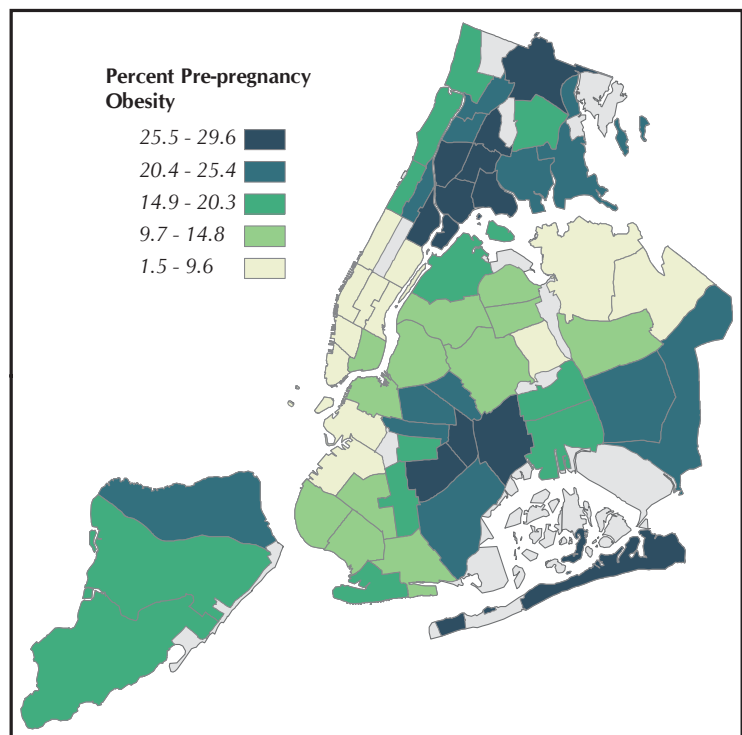 Percent Pre-pregnancy
Obesity
25.5 - 29.6
20.4 - 25.4
14.9 - 20.3
9.7 - 14.8
1.5 - 9.6